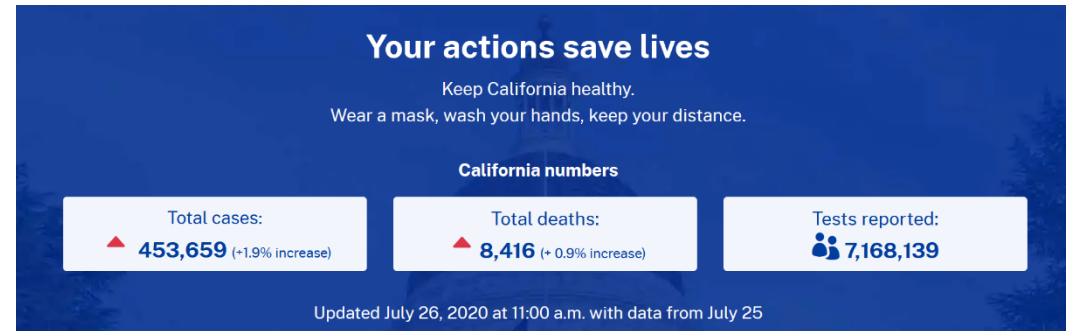 Your actions save lives
Keep California healthy.
Wear a mask, wash your hands, keep your distance.
California numbers
Total cases:
453,659 (+1.9% increase)
Total deaths:
8,416 (+ 0.9% increase)
Tests reported:
7,168,139
Updated July 26, 2020 at 11:00 a.m. with data from July 25